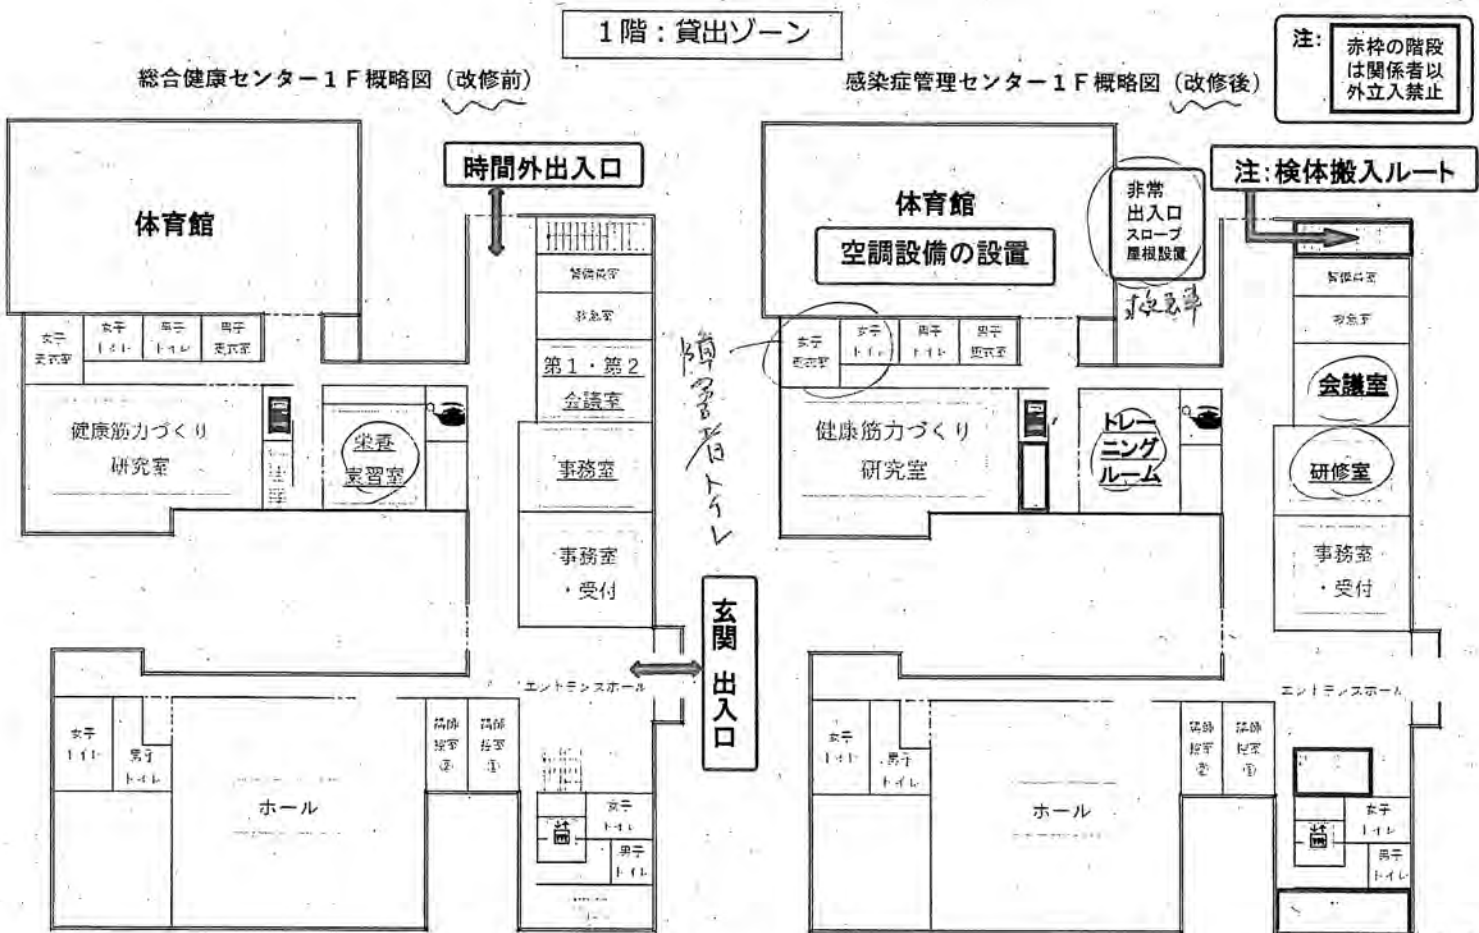 1階：貸出ゾーン
注:
赤枠の階段
は関係者以
外立入禁止
総合健康センター１Ｆ概略図（改修前）
時間外出入口
体育館
警備員室
救急室
女子
更衣室
女子
トイレ
男子
トイレ
男子
更衣室
第1・第2
会議室
健康筋力づくり
研究室
栄養
実習室
事務室
事務室
・受付
玄関 出入口
エントランスホール
女子
トイレ
男子
トイレ
ホール
講師
控室
②
講師
控室
①
女子
トイレ
男子
トイレ
感染症管理センター１Ｆ概略図（改修後）
注:検体搬入ルート
体育館
空調設備の設置
非常
出入口
スロープ
屋根設置
救急車
警備員室
救急室
女子
更衣室
女子
トイレ
男子
トイレ
男子
更衣室
障害者トイレ
会議室
健康筋力づくり
研究室
トレー
ニング
ルーム
研修室
事務室
・受付
エントランスホール
女子
トイレ
男子
トイレ
ホール
講師
控室
②
講師
控室
①
女子
トイレ
男子
トイレ